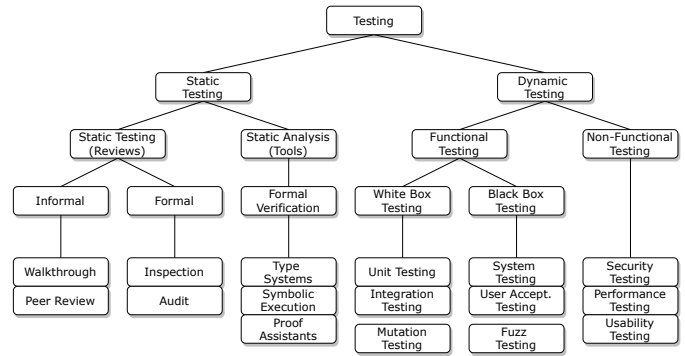 Testing
Static
Testing
Dynamic
Testing
Static Testing
(Reviews)
Static Analysis
(Tools)
Functional
Testing
Non-Functional
Testing
Informal
Formal
Formal
Verification
White Box
Testing
Black Box
Testing
Walkthrough
Peer Review
Inspection
Audit
Type
Systems
Symbolic
Execution
Proof
Assistants
Unit Testing
Integration
Testing
Mutation
Testing
System
Testing
User Accept.
Testing
Fuzz
Testing
Security
Testing
Performance
Testing
Usability
Testing